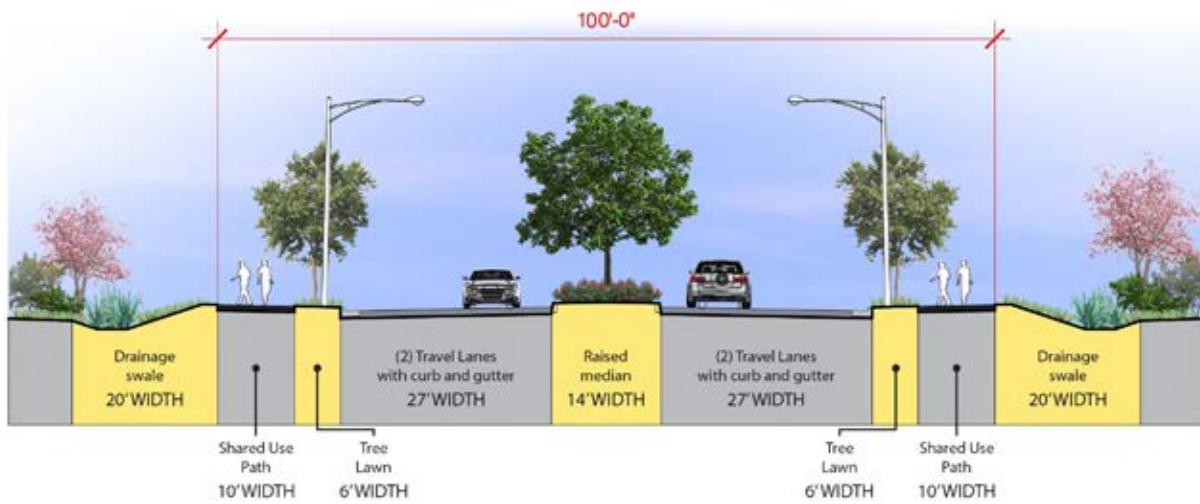 100'-0"
Drainage
swale
20' WIDTH
(2) Travel Lanes
with curb and gutter
27' WIDTH
Raised
median
14' WIDTH
(2) Travel Lanes
with curb and gutter
27' WIDTH
Drainage
swale
20' WIDTH
Shared Use
Path
10' WIDTH
Tree
Lawn
6' WIDTH
Tree
Lawn
6' WIDTH
Shared Use
Path
10' WIDTH